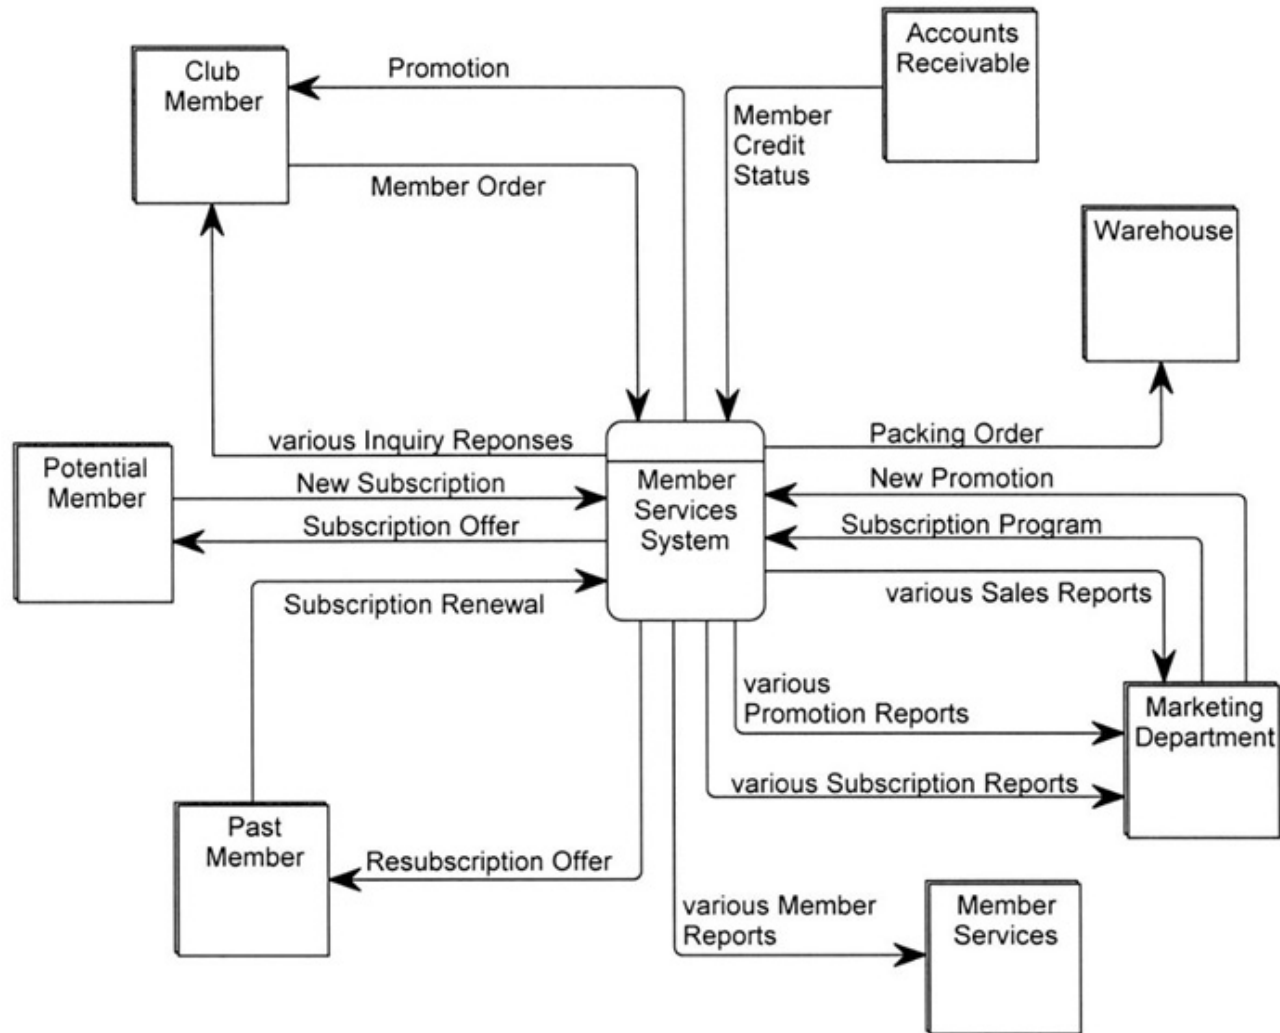 Club
Member
Promotion
Member Order
Accounts
Receivable
Member
Credit
Status
Warehouse
various Inquiry Reponses
Packing Order
Potential
Member
New Subscription
Subscription Offer
Subscription Renewal
Member
Services
System
New Promotion
Subscription Program
various Sales Reports
various
Promotion Reports
various Subscription Reports
Marketing
Department
Past
Member
Resubscription Offer
various Member
Reports
Member
Services